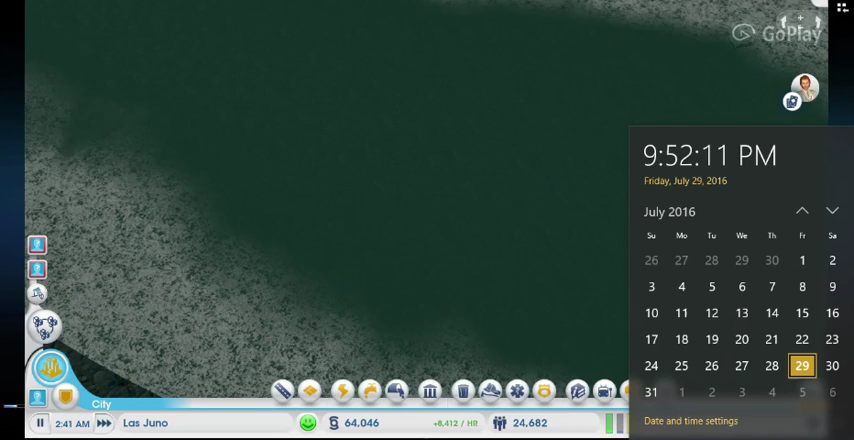 GoPlay
9:52:11 PM
Friday, July 29, 2016
July 2016
Su Mo Tu We Th Fr Sa
26 27 28 29 30 1 2
3 4 5 6 7 8 9
10 11 12 13 14 15 16
17 18 19 20 21 22 23
24 25 26 27 28 29 30
31 1 2 3 4 5 6
Date and time settings
City
2:41 AM Las Juno 64,046 +8,412 / HR 24,682